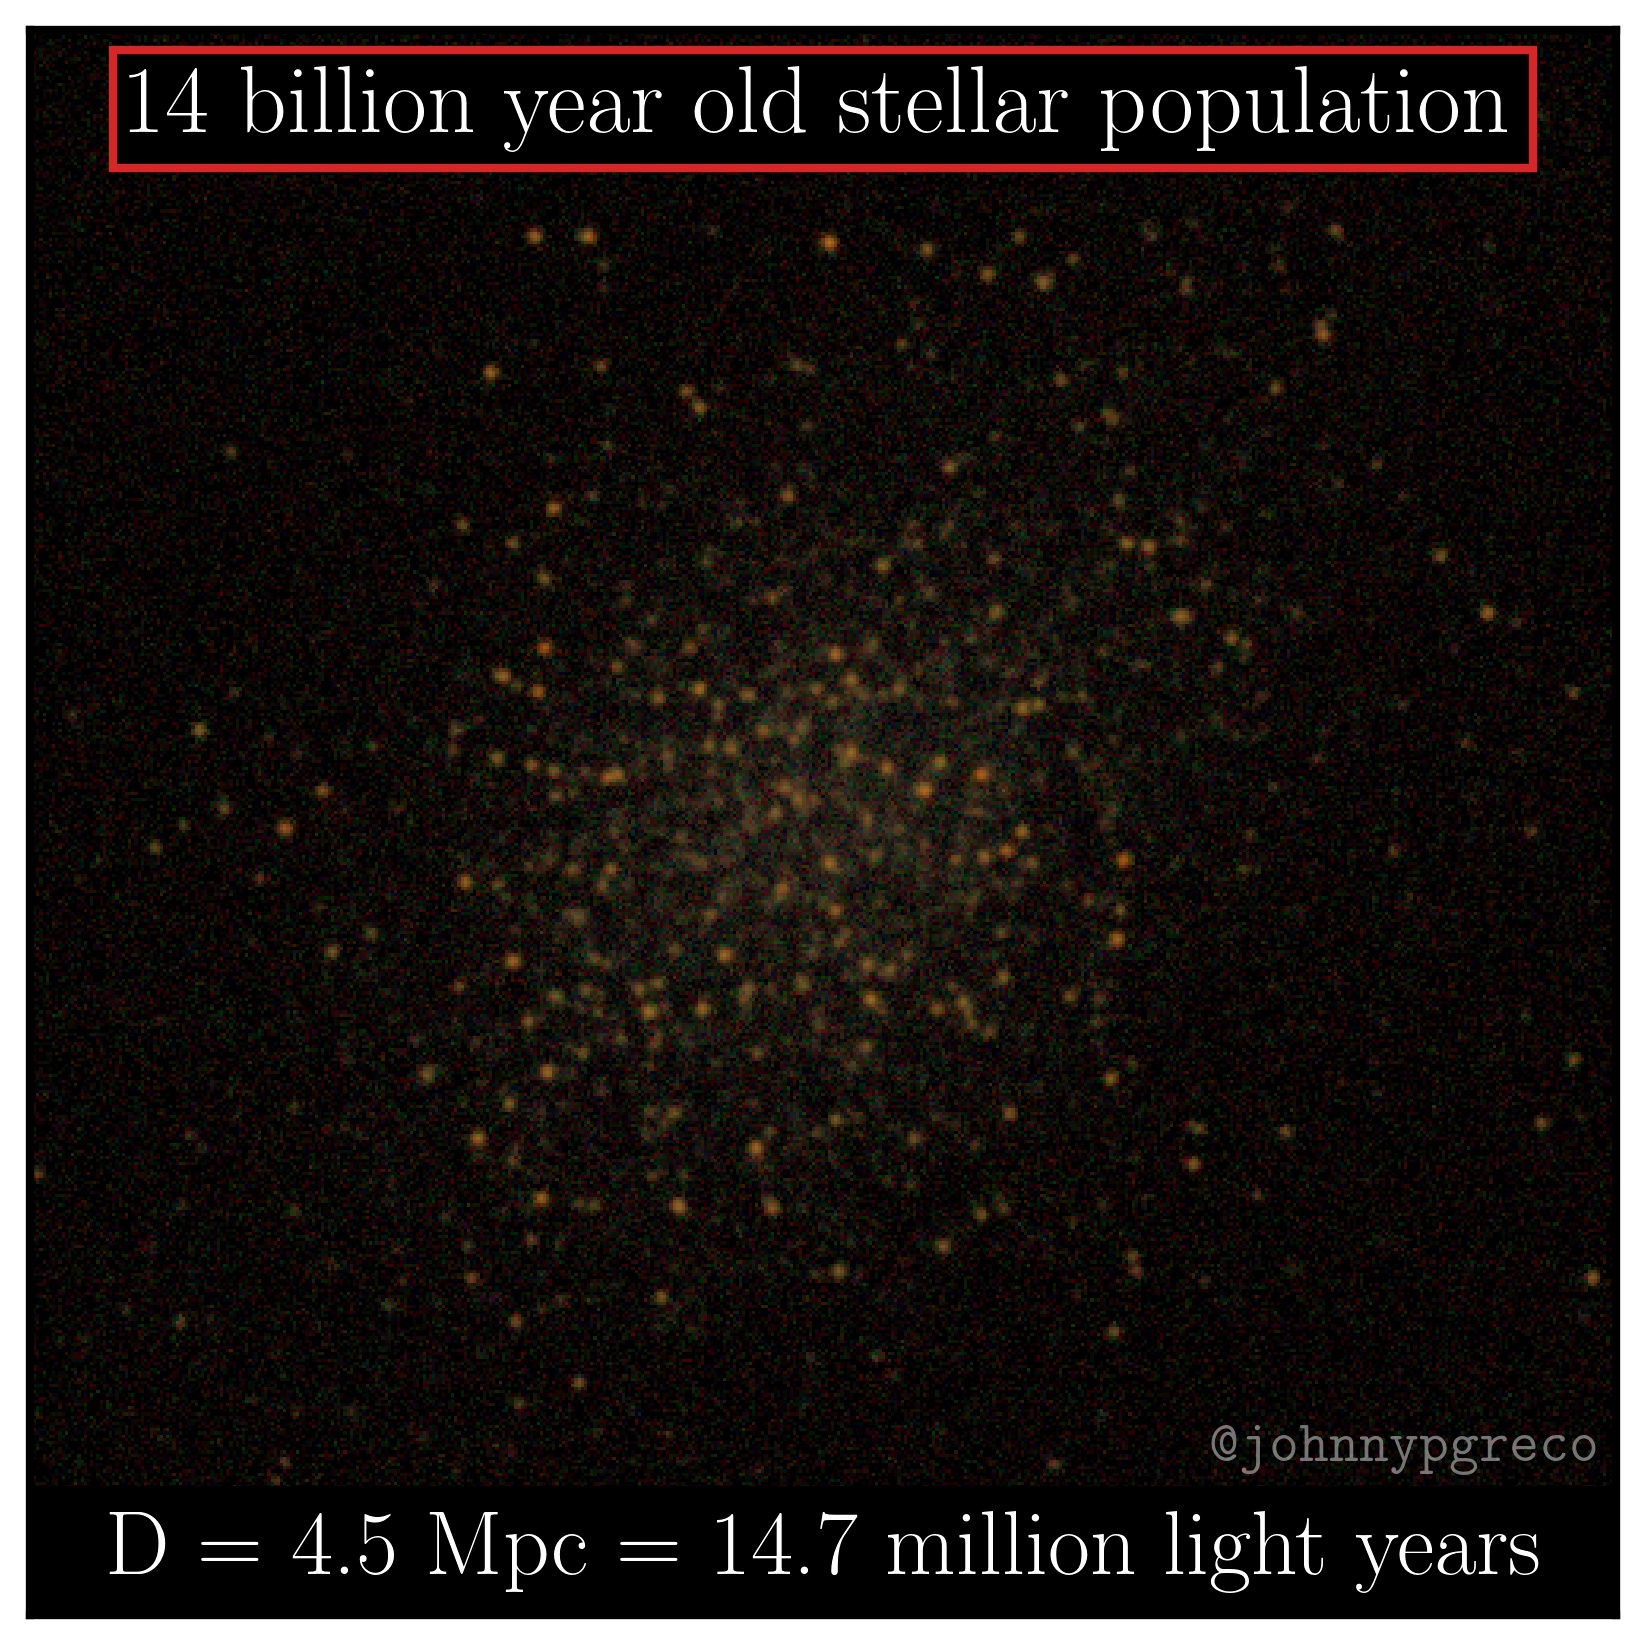 14 billion year old stellar population
@johnnypgreco
D = 4.5 Mpc = 14.7 million light years